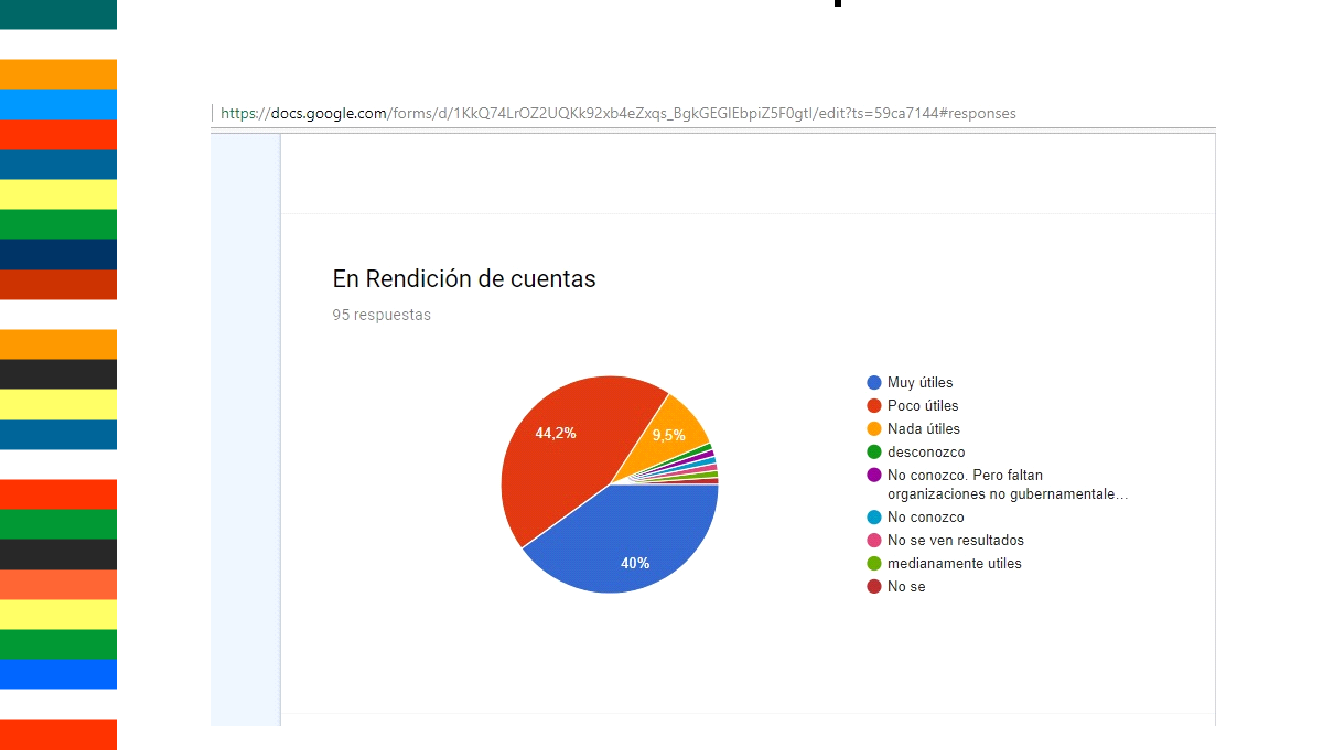 https://docs.google.com/forms/d/1KkQ74LrOZ2UQKk92xb4eZxqs_BgkGEGlEbpiZ5F0gtI/edit?ts=59ca7144#responses
En Rendición de cuentas
95 respuestas
44,2%
9,5%
40%
Muy útiles
Poco útiles
Nada útiles
desconozco
No conozco. Pero faltan
organizaciones no gubernamentale...
No conozco
No se ven resultados
medianamente utiles
No se